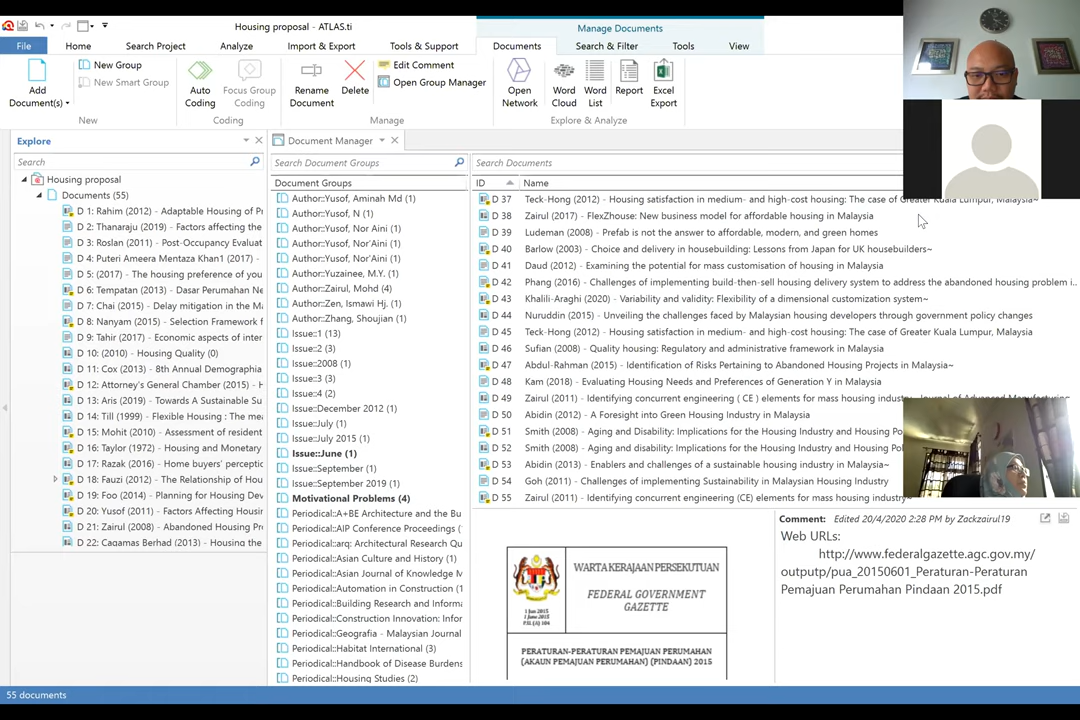 Housing proposal - ATLAS.ti
Manage Documents
File
Home
Search Project
Analyze
Import & Export
Tools & Support
Documents
Search & Filter
Tools
View
Add
Document(s)
New Group
New Smart Group
New
Auto
Coding
Focus Group
Coding
Coding
Rename
Document
Delete
Edit Comment
Open Group Manager
Manage
Open
Network
Word
Cloud
Word
List
Report
Excel
Export
Explore & Analyze
Explore
Search
Housing proposal
Documents (55)
D 1: Rahim (2012) - Adaptable Housing of Pr
D 2: Thanaraju (2019) - Factors affecting the
D 3: Roslan (2011) - Post-Occupancy Evaluat
D 4: Puteri Ameena Mentaza Khan1 (2017) -
D 5: (2017) - The housing preference of you
D 6: Tempatan (2013) - Dasar Perumahan Ne
D 7: Chai (2015) - Delay mitigation in the Ma
D 8: Nanyam (2015) - Selection Framework f
D 9: Tahir (2017) - Economic aspects of inter
D 10: (2010) - Housing Quality (0)
D 11: Cox (2013) - 8th Annual Demographia
D 12: Attorney's General Chamber (2015) - H
D 13: Aris (2019) - Towards A Sustainable Su
D 14: Till (1999) - Flexible Housing : The mea
D 15: Mohit (2010) - Assessment of resident
D 16: Taylor (1972) - Housing and Monetary
D 17: Razak (2016) - Home buyers' perceptic
D 18: Fauzi (2012) - The Relationship of Hou
D 19: Foo (2014) - Planning for Housing Dev
D 20: Yusof (2011) - Factors Affecting Housin
D 21: Zairul (2008) - Abandoned Housing Pr
D 22: Cagamas Berhad (2013) - Housing the
Document Manager
Search Document Groups
Document Groups
Author::Yusof, Aminah Md (1)
Author::Yusof, N (1)
Author::Yusof, Nor Aini (1)
Author::Yusof, Nor'Aini (1)
Author::Yusof, Nor'Aini (1)
Author::Yuzainee, M.Y. (1)
Author::Zairul, Mohd (4)
Author::Zen, Ismawi Hj. (1)
Author::Zhang, Shoujian (1)
Issue::1 (13)
Issue::2 (3)
Issue::2008 (1)
Issue::3 (3)
Issue::4 (2)
Issue::December 2012 (1)
Issue::July (1)
Issue::July 2015 (1)
Issue::June (1)
Issue::September (1)
Issue::September 2019 (1)
Motivational Problems (4)
Periodical::A+BE Architecture and the Bu
Periodical::AIP Conference Proceedings (
Periodical::arq: Architectural Research Qu
Periodical::Asian Culture and History (1)
Periodical::Asian Journal of Knowledge M
Periodical::Automation in Construction (1)
Periodical::Building Research and Informa
Periodical::Construction Innovation: Infor
Periodical::Geografia - Malaysian Journal
Periodical::Habitat International (3)
Periodical::Handbook of Disease Burdens
Periodical::Housing Studies (2)
Search Documents
ID
Name
D 37 Teck-Hong (2012) - Housing satisfaction in medium- and high-cost housing: The case of Greater Kuala Lumpur, Malaysia~
D 38 Zairul (2017) - FlexZhouse: New business model for affordable housing in Malaysia
D 39 Ludeman (2008) - Prefab is not the answer to affordable, modern, and green homes
D 40 Barlow (2003) - Choice and delivery in housebuilding: Lessons from Japan for UK housebuilders~
D 41 Daud (2012) - Examining the potential for mass customisation of housing in Malaysia
D 42 Phang (2016) - Challenges of implementing build-then-sell housing delivery system to address the abandoned housing problem i..
D 43 Khalili-Araghi (2020) - Variability and validity: Flexibility of a dimensional customization system~
D 44 Nuruddin (2015) - Unveiling the challenges faced by Malaysian housing developers through government policy changes
D 45 Teck-Hong (2012) - Housing satisfaction in medium- and high-cost housing: The case of Greater Kuala Lumpur, Malaysia
D 46 Sufian (2008) - Quality housing: Regulatory and administrative framework in Malaysia
D 47 Abdul-Rahman (2015) - Identification of Risks Pertaining to Abandoned Housing Projects in Malaysia~
D 48 Kam (2018) - Evaluating Housing Needs and Preferences of Generation Y in Malaysia
D 49 Zairul (2011) - Identifying concurrent engineering ( CE ) elements for mass housing industry - Journal of Advanced Manufacturing
D 50 Abidin (2012) - A Foresight into Green Housing Industry in Malaysia
D 51 Smith (2008) - Aging and Disability: Implications for the Housing Industry and Housing Po
D 52 Smith (2008) - Aging and disability: Implications for the Housing Industry and Housing Po
D 53 Abidin (2013) - Enablers and challenges of a sustainable housing industry in Malaysia~
D 54 Goh (2011) - Challenges of implementing Sustainability in Malaysian Housing Industry
D 55 Zairul (2011) - Identifying concurrent engineering (CE) elements for mass housing industry~
WARTA KERAJAAN PERSEKUTUAN
FEDERAL GOVERNMENT
GAZETTE
1 Jun 2015
1 June 2015
P.U. (A) 104
PERATURAN-PERATURAN PEMAJUAN PERUMAHAN
(AKAUN PEMAJUAN PERUMAHAN) (PINDAAN) 2015
Comment: Edited 20/4/2020 2:28 PM by Zackzairul19
Web URLs:
http://www.federalgazette.agc.gov.my/
outputp/pua_20150601_Peraturan-Peraturan
Pemajuan Perumahan Pindaan 2015.pdf
55 documents